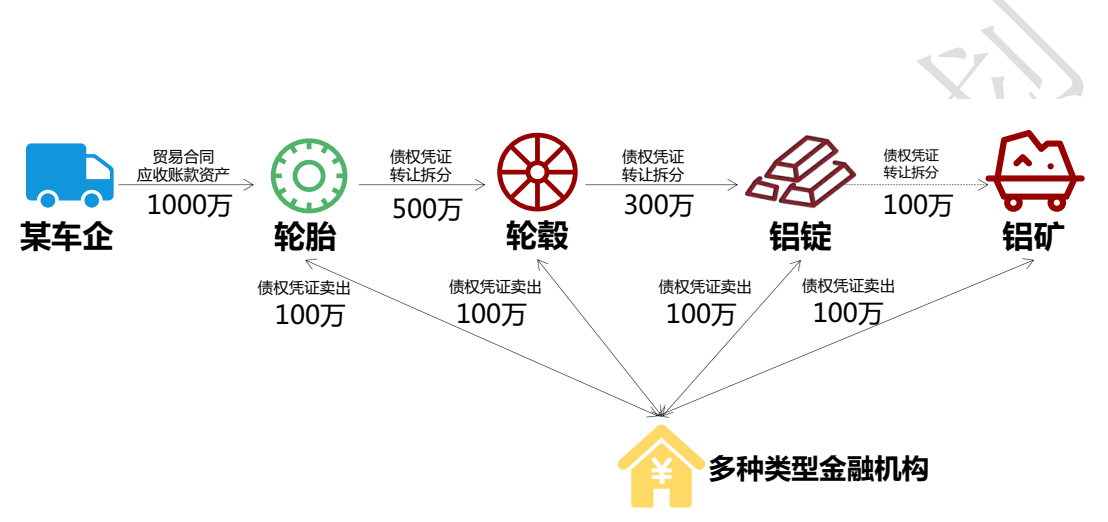 贸易合同
应收账款资产
1000万
债权凭证
转让拆分
500万
债权凭证
转让拆分
300万
债权凭证
转让拆分
100万
某车企
轮胎
轮毂
铝锭
铝矿
债权凭证卖出
100万
债权凭证卖出
100万
债权凭证卖出
100万
债权凭证卖出
100万
¥
多种类型金融机构